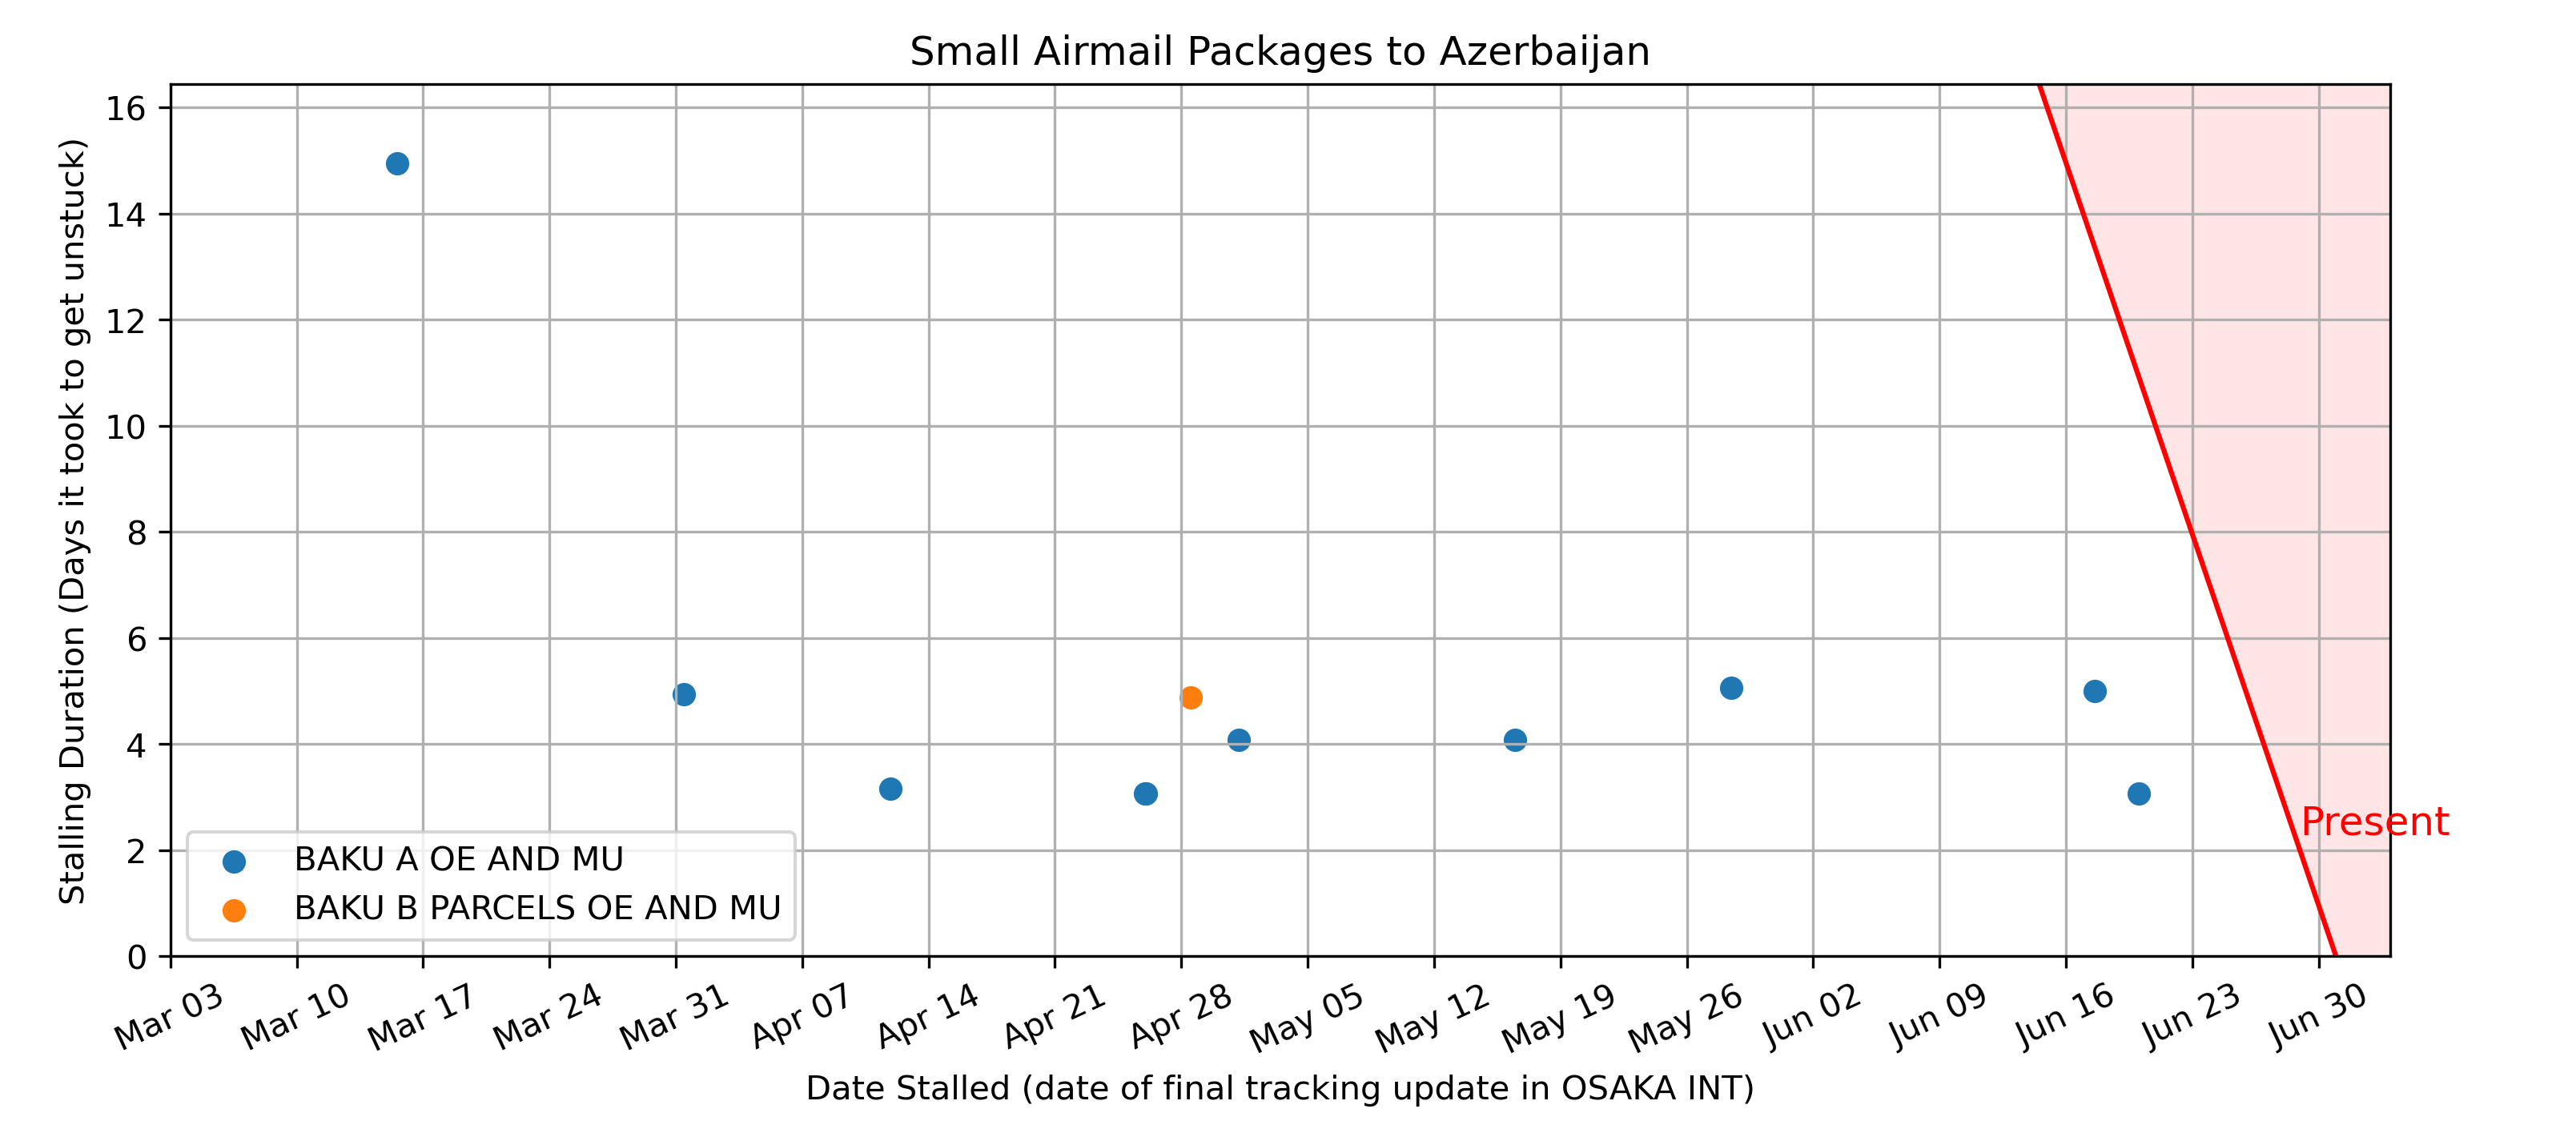 Small Airmail Packages to Azerbaijan
Stalling Duration (Days it took to get unstuck)
16
14
12
10
8
6
4
2
0
Present
BAKU A OE AND MU
BAKU B PARCELS OE AND MU
Mar 03
Mar 10
Mar 17
Mar 24
Mar 31
Apr 07
Apr 14
Apr 21
Apr 28
May 05
May 12
May 19
May 26
Jun 02
Jun 09
Jun 16
Jun 23
Jun 30
Date Stalled (date of final tracking update in OSAKA INT)